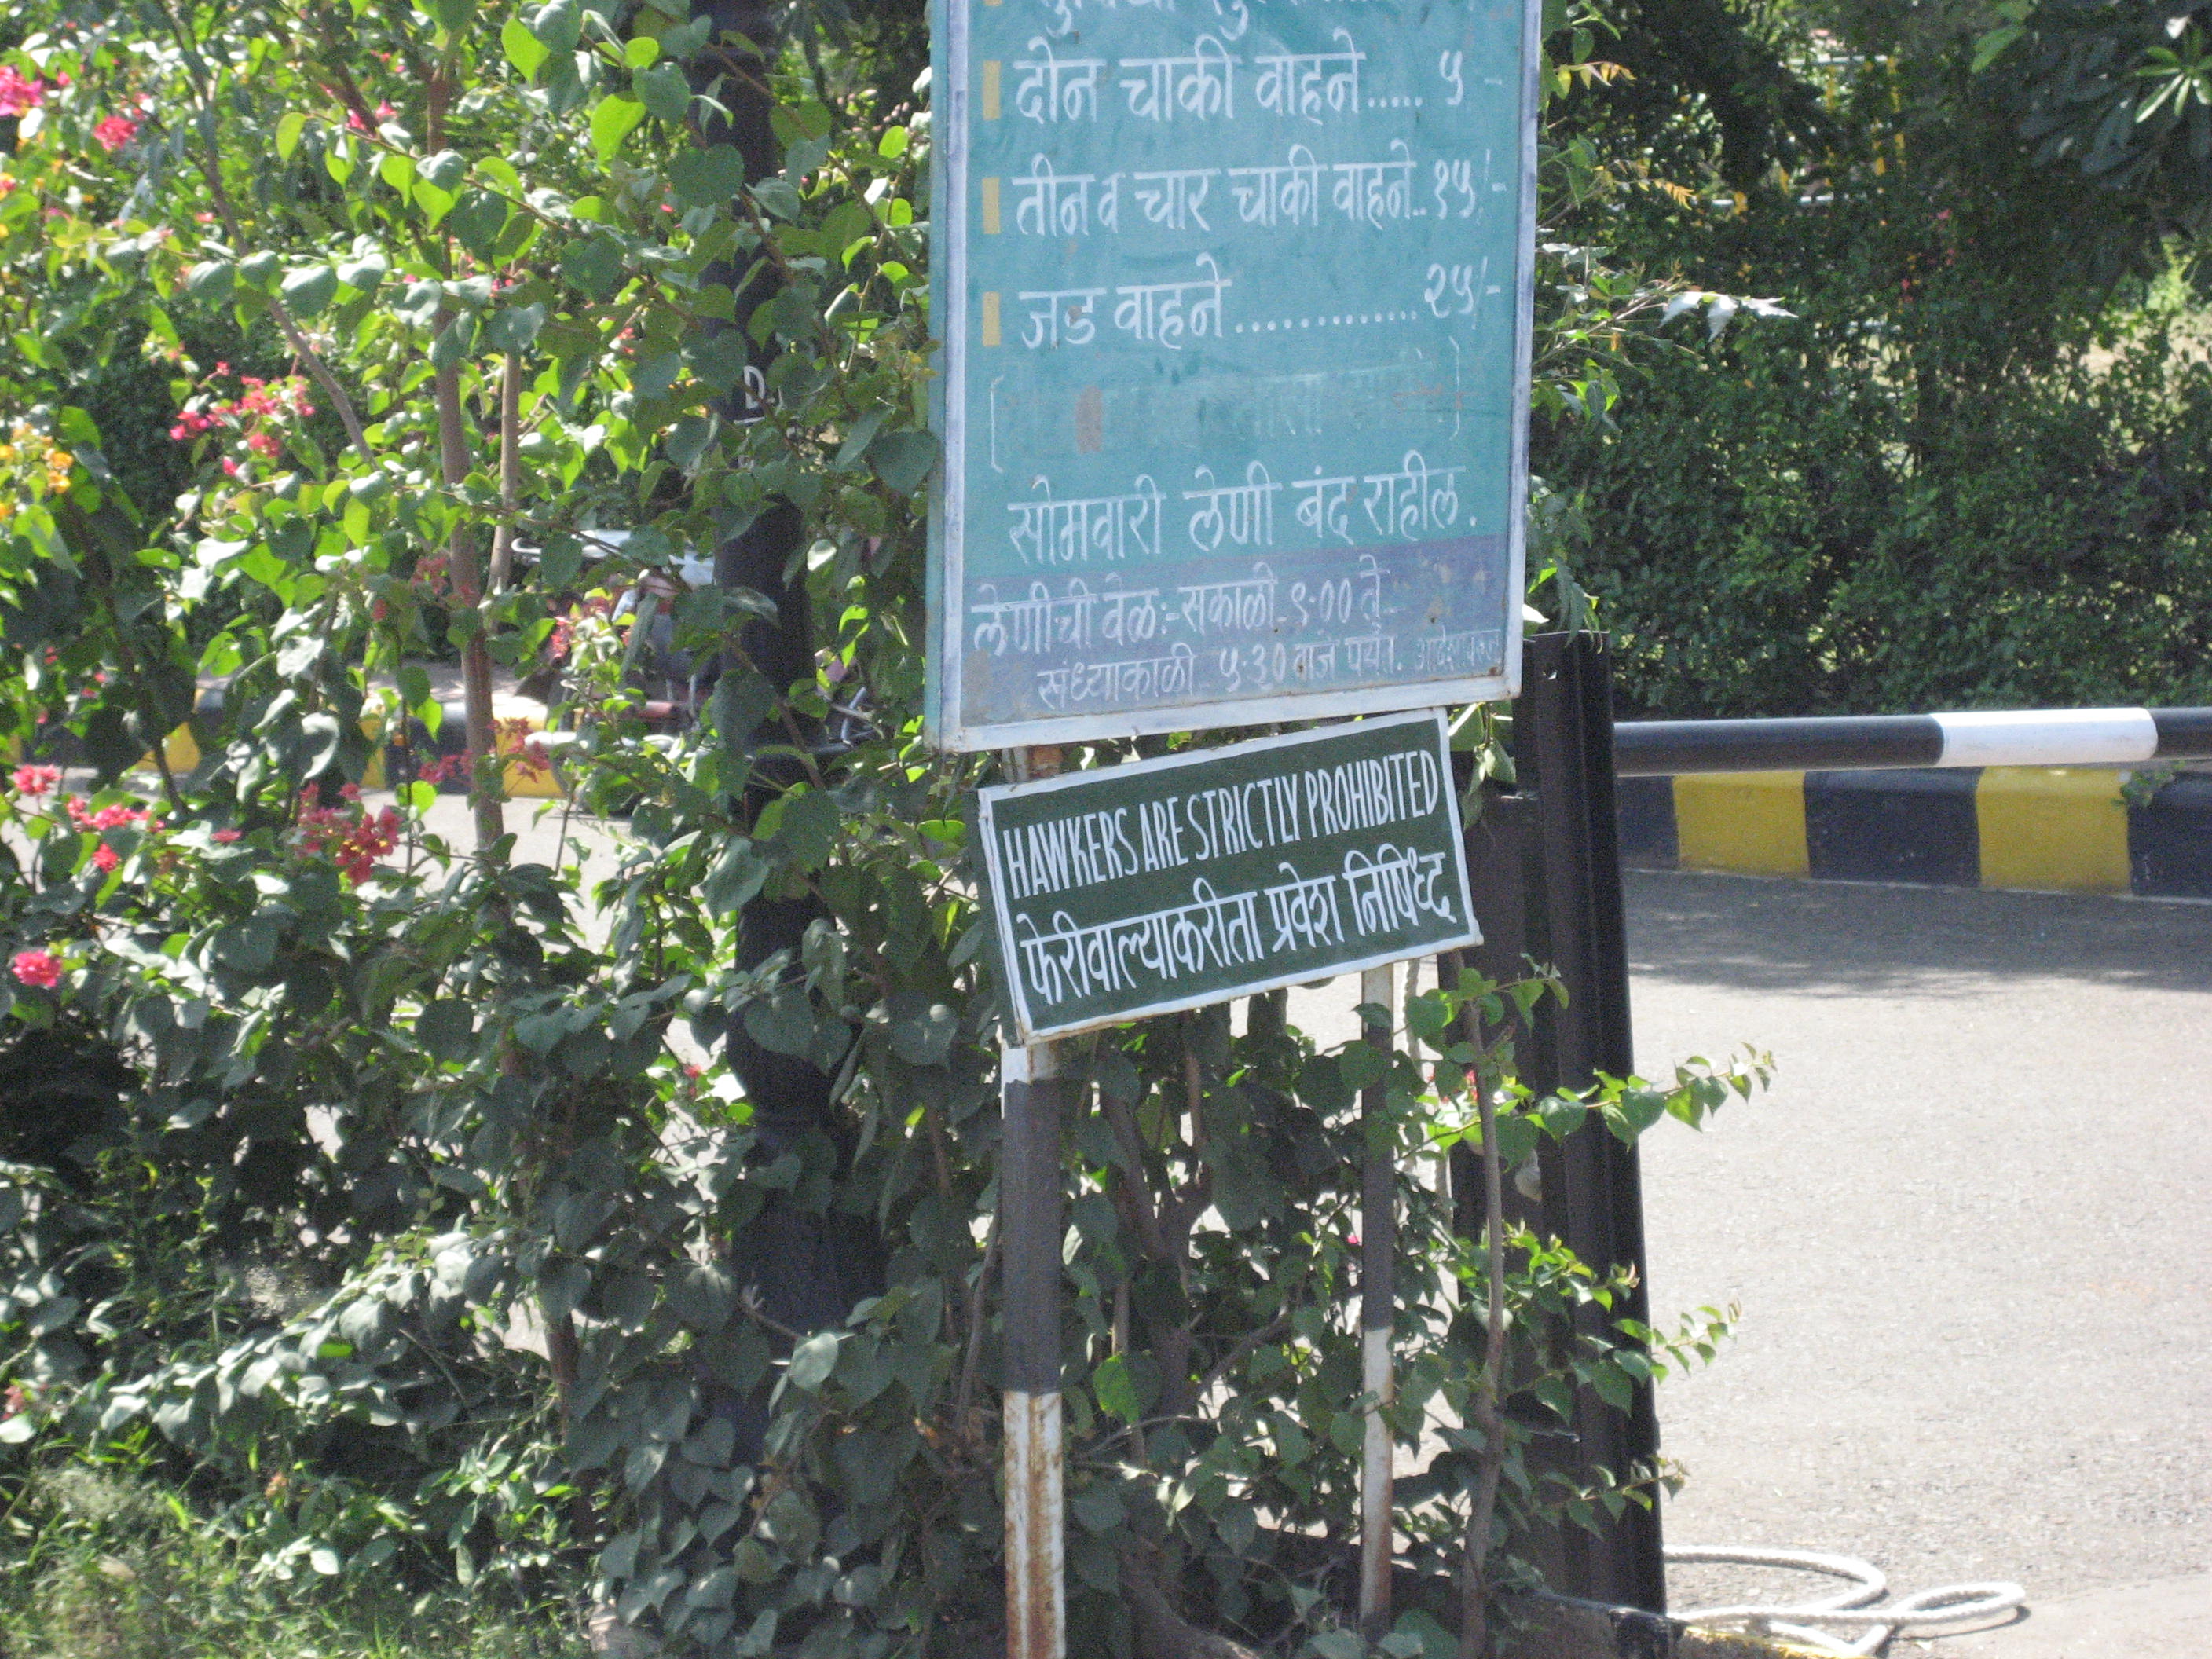 दोन चाकी वाहने..... ५ -
तीन व चार चाकी वाहने..१५/-
जड वाहने.............२५/-
सोमवारी लेणी बंद राहील.
लेणीची वेळ:- सकाळी ९:०० ते
संध्याकाळी ५:३० वाजे पर्यंत.
HAWKERS ARE STRICTLY PROHIBITED
फेरीवाल्याकरीता प्रवेश निषिध्द
D